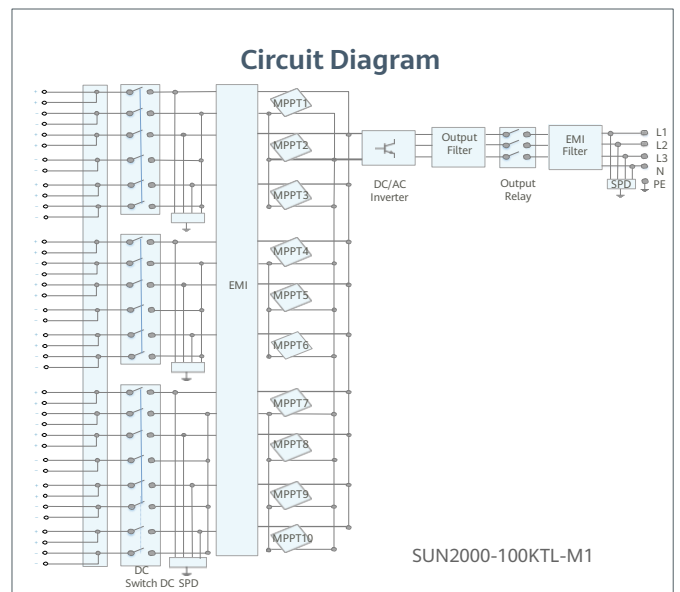 Circuit Diagram
MPPT1
MPPT2
MPPT3
MPPT4
MPPT5
MPPT6
MPPT7
MPPT8
MPPT9
MPPT10
EMI
DC/AC
Inverter
Output
Filter
Output
Relay
EMI
Filter
L1
L2
L3
N
PE
SPD
DC
Switch DC SPD
SUN2000-100KTL-M1